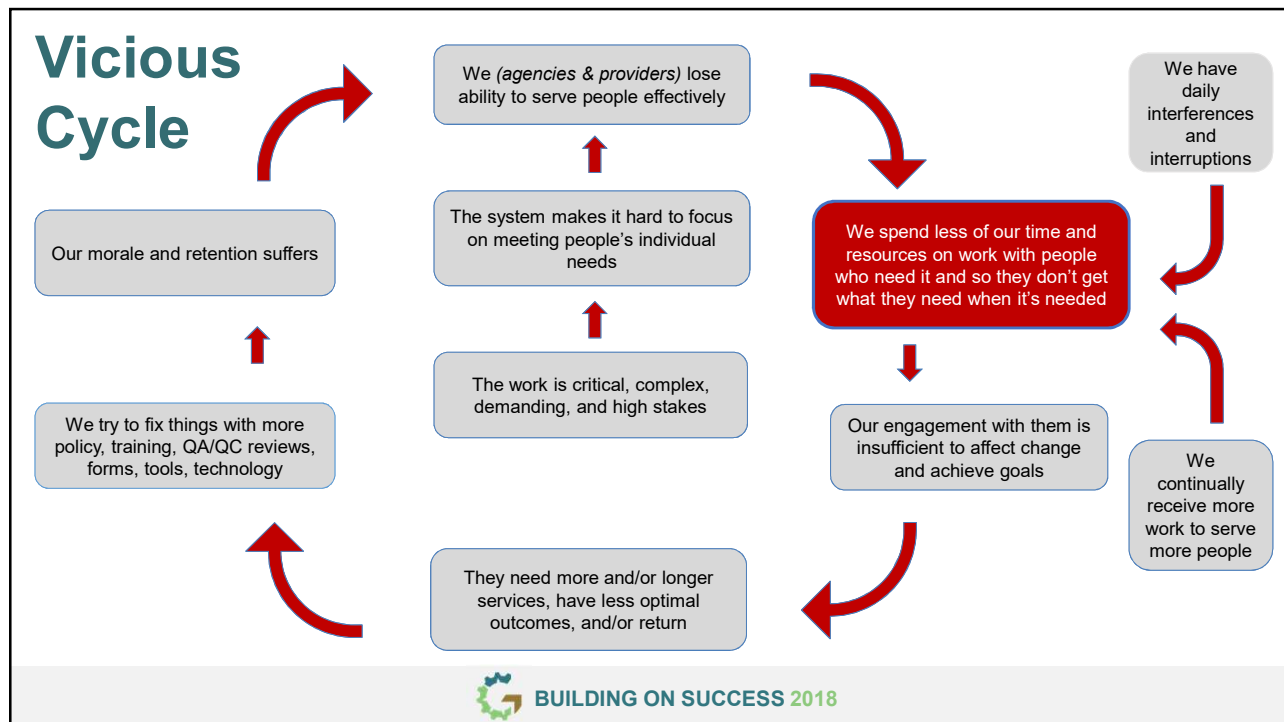 Vicious
Cycle
We (agencies & providers) lose
ability to serve people effectively
We have
daily
interferences
and
interruptions
Our morale and retention suffers
The system makes it hard to focus
on meeting people's individual
needs
We spend less of our time and
resources on work with people
who need it and so they don't get
what they need when it's needed
We try to fix things with more
policy, training, QA/QC reviews,
forms, tools, technology
The work is critical, complex,
demanding, and high stakes
Our engagement with them is
insufficient to affect change
and achieve goals
We
continually
receive more
work to serve
more people
They need more and/or longer
services, have less optimal
outcomes, and/or return
BUILDING ON SUCCESS 2018